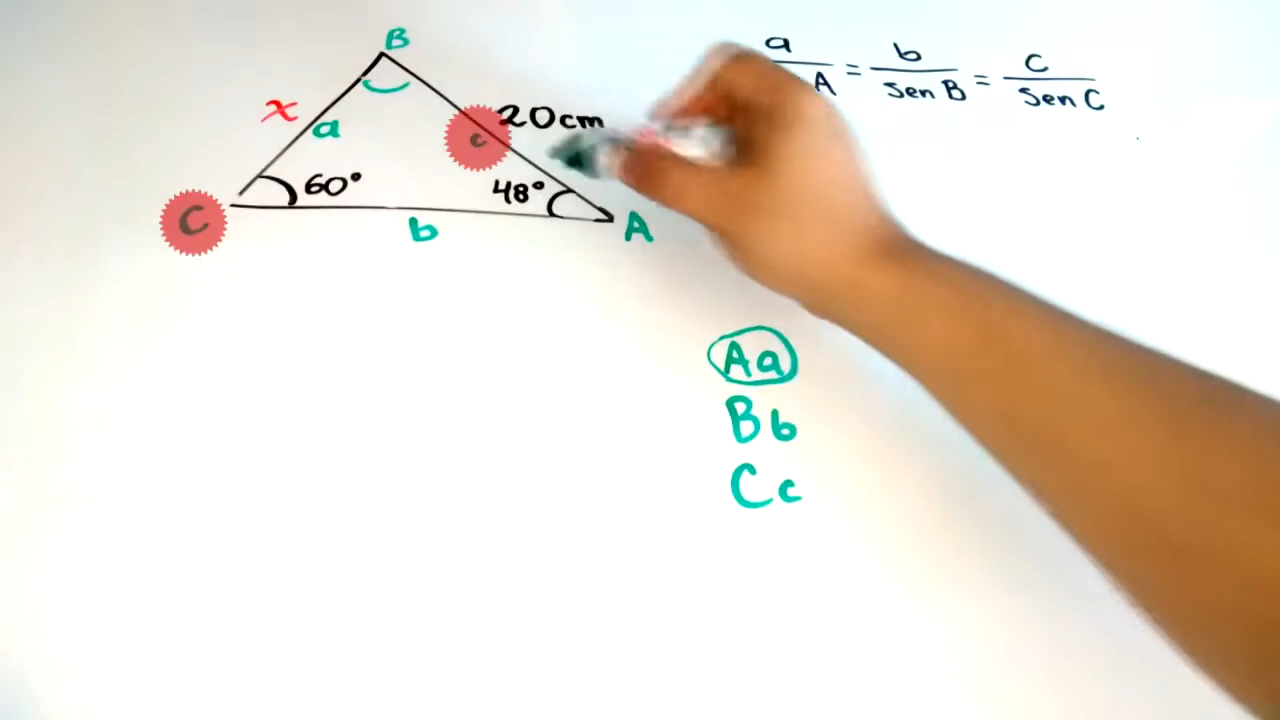 B
x
a
c
20cm
60°
48°
C
b
A
a
A = b / sen B = c / sen C
Aa
Bb
Cc